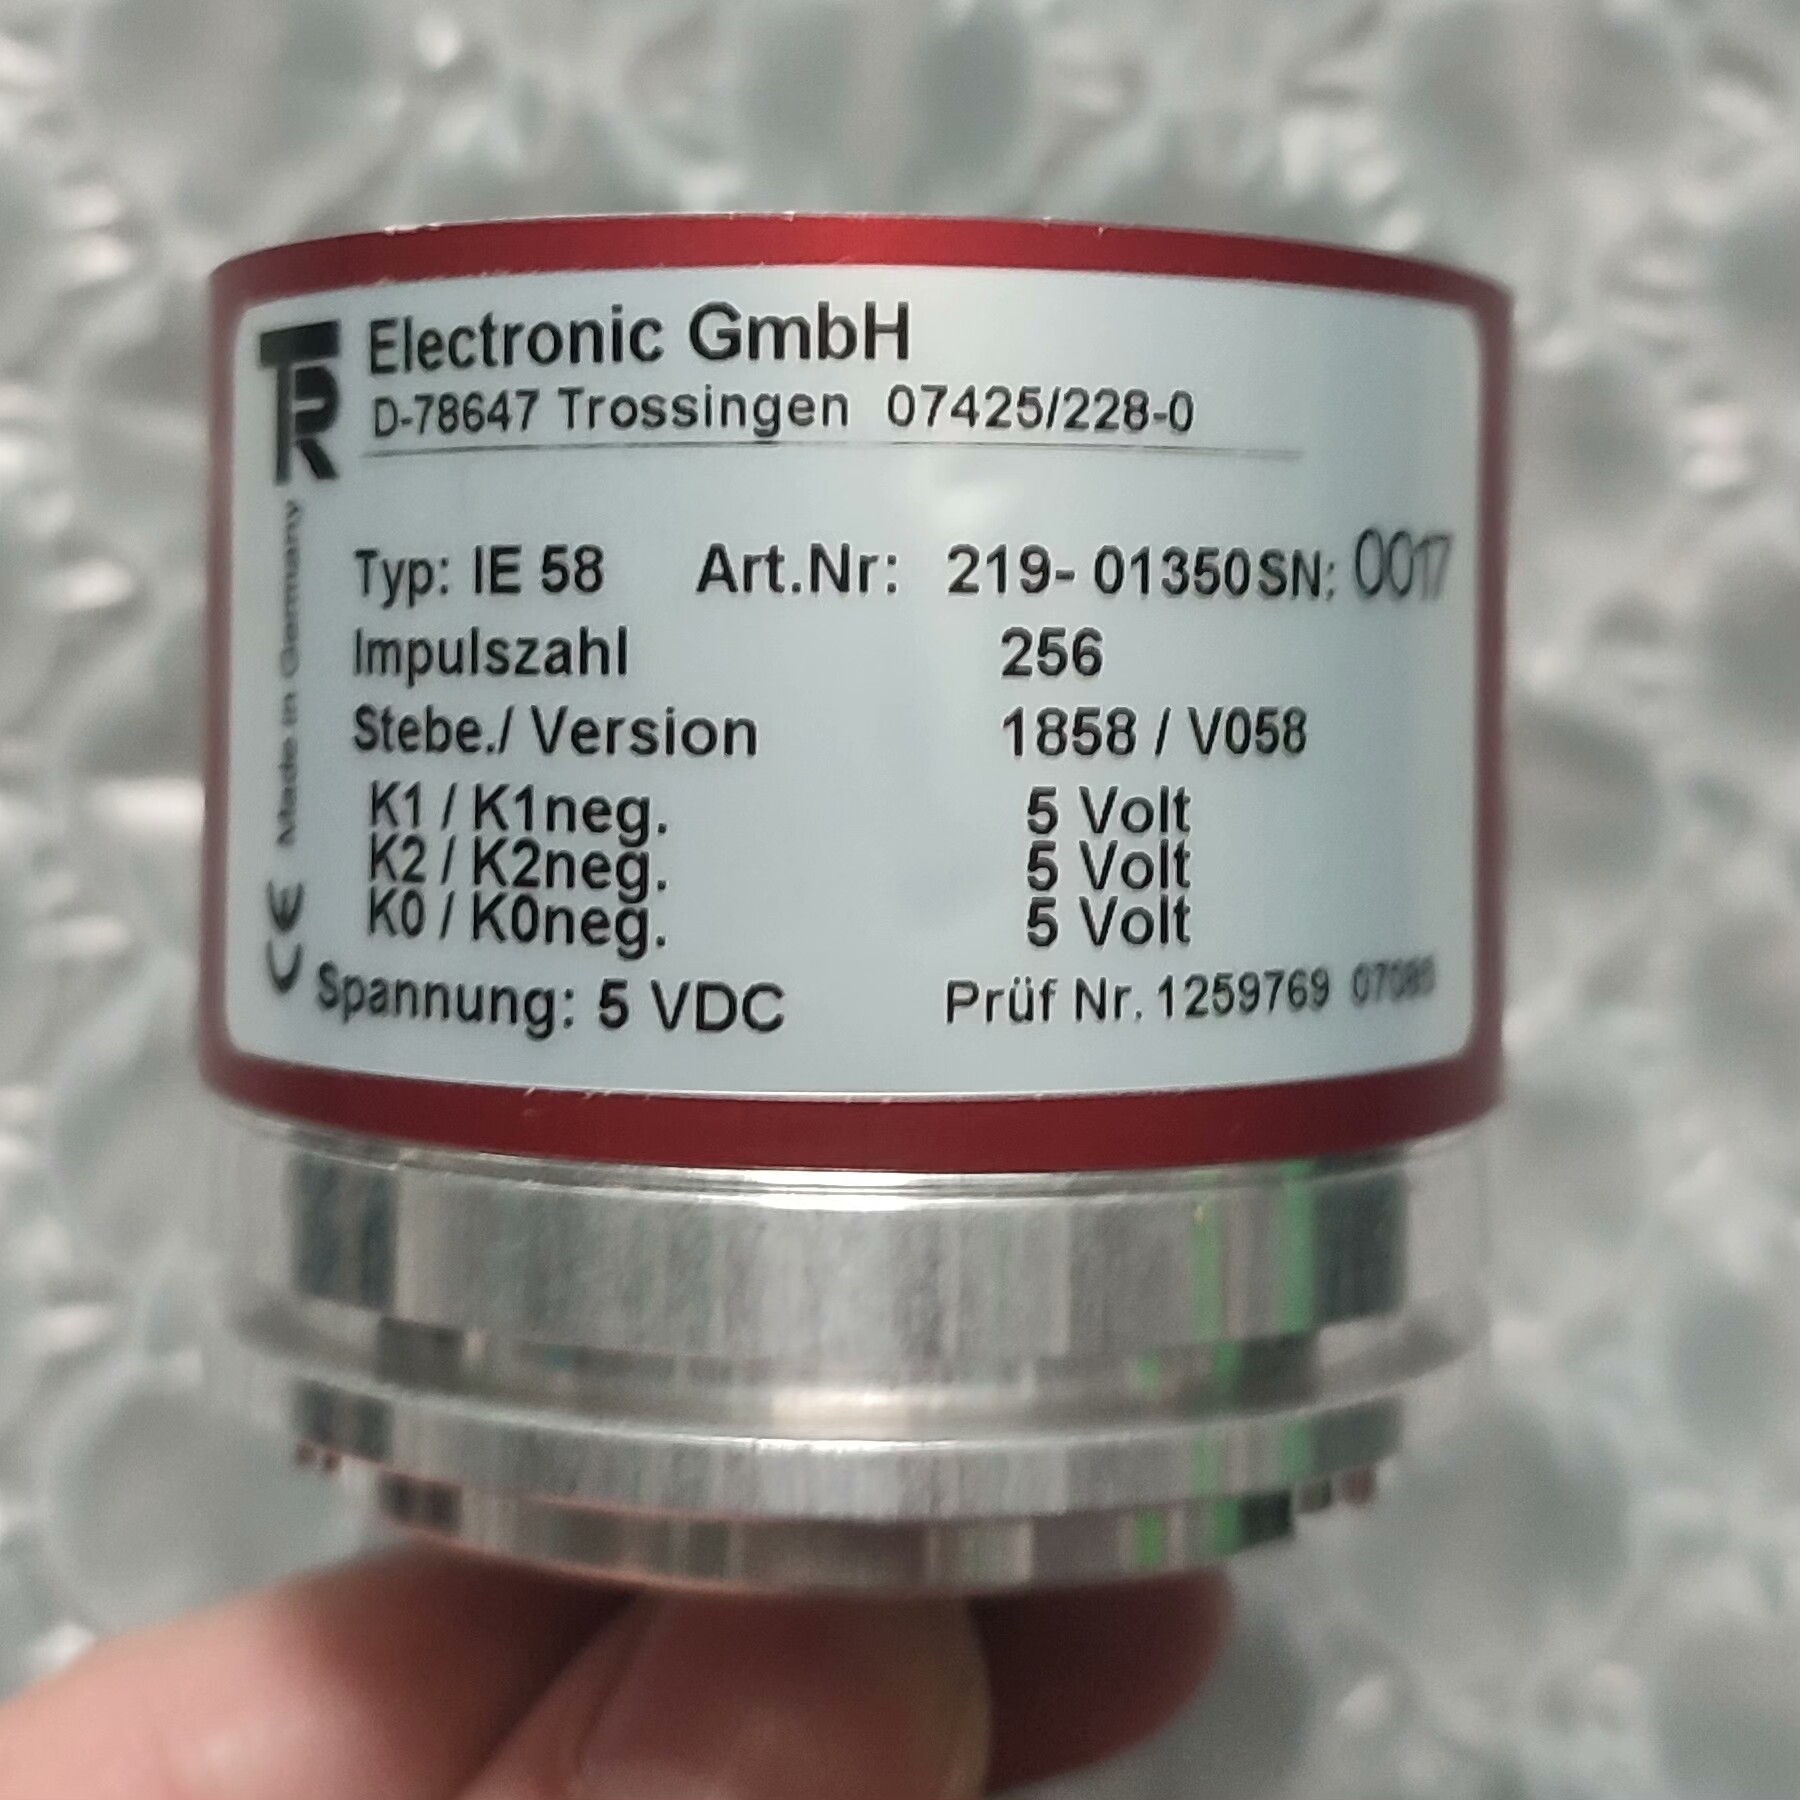 TR Electronic GmbH
D-78647 Trossingen 07425/228-0
Typ: IE 58 Art.Nr: 219- 01350 SN: 0017
Impulszahl 256
Stebe./ Version 1858 / V058
K1 / K1neg. 5 Volt
K2 / K2neg. 5 Volt
K0 / K0neg. 5 Volt
Spannung: 5 VDC Prüf Nr. 1259769
CE Made in Germany